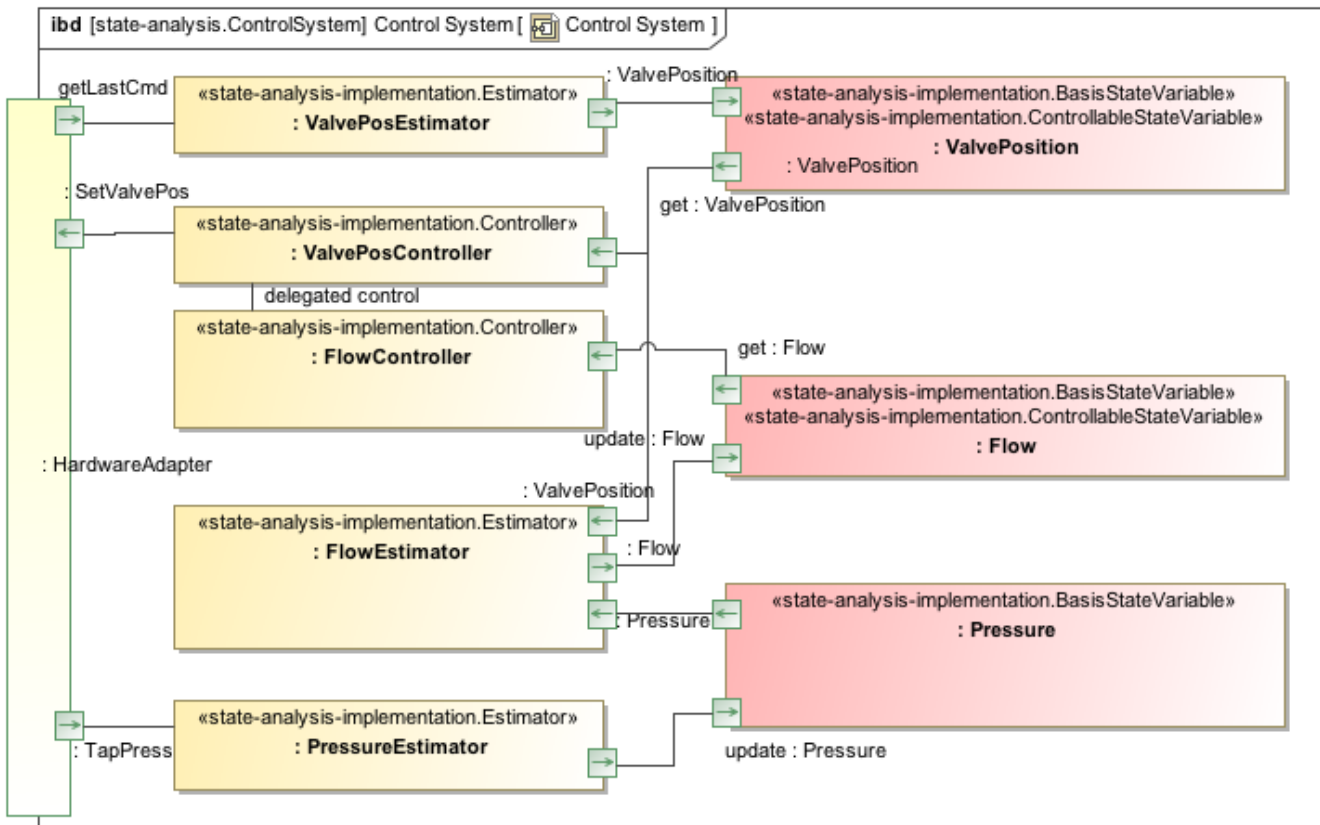 ibd [state-analysis.ControlSystem] Control System [ Control System ]
getLastCmd
«state-analysis-implementation.Estimator»
: ValvePosEstimator
: ValvePosition
«state-analysis-implementation.BasisStateVariable»
«state-analysis-implementation.ControllableStateVariable»
: ValvePosition
: ValvePosition
: SetValvePos
get : ValvePosition
«state-analysis-implementation.Controller»
: ValvePosController
delegated control
«state-analysis-implementation.Controller»
: FlowController
get : Flow
«state-analysis-implementation.BasisStateVariable»
«state-analysis-implementation.ControllableStateVariable»
: Flow
update : Flow
: HardwareAdapter
: ValvePosition
«state-analysis-implementation.Estimator»
: FlowEstimator
: Flow
: Pressure
«state-analysis-implementation.BasisStateVariable»
: Pressure
«state-analysis-implementation.Estimator»
: PressureEstimator
: TapPress
update : Pressure